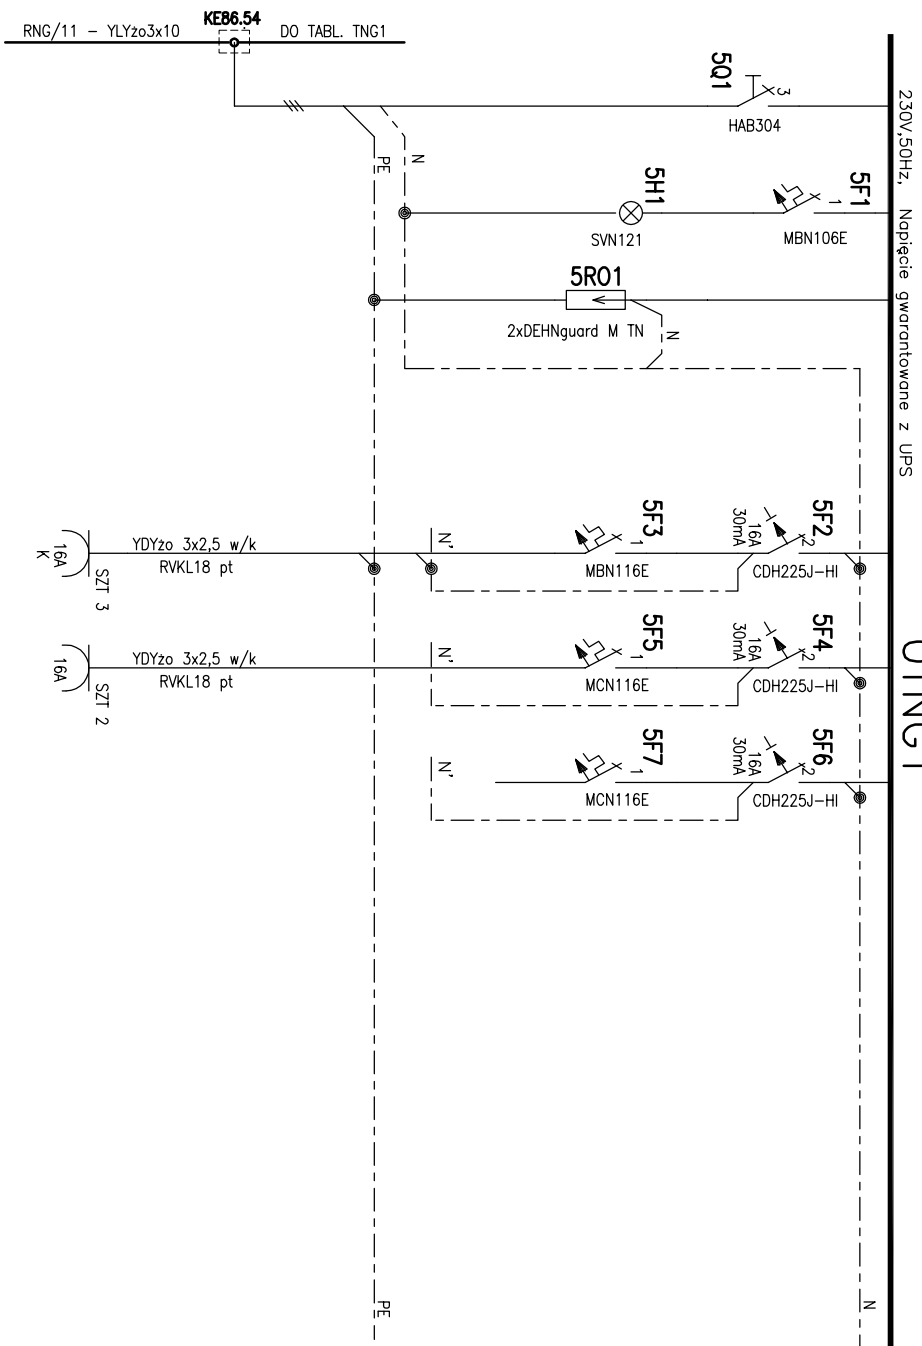 KE86.54
RNG/11 - YLYżo3x10
DO TABL. TNG1
230V,50Hz, Napięcie gwarantowane z UPS
5Q1
3
HAB304
PE
N
5F1
1
MBN106E
5H1
SVN121
5RO1
2xDEHNguard M TN
N
5F2
2
16A
30mA
CDH225J-HI
5F3
1
MBN116E
N'
YDYżo 3x2,5 w/k
RVKL18 pt
16A
K
SZT 3
5F4
2
16A
30mA
CDH225J-HI
5F5
1
MCN116E
N'
YDYżo 3x2,5 w/k
RVKL18 pt
16A
SZT 2
5F6
2
16A
30mA
CDH225J-HI
5F7
1
MCN116E
N'
PE
N